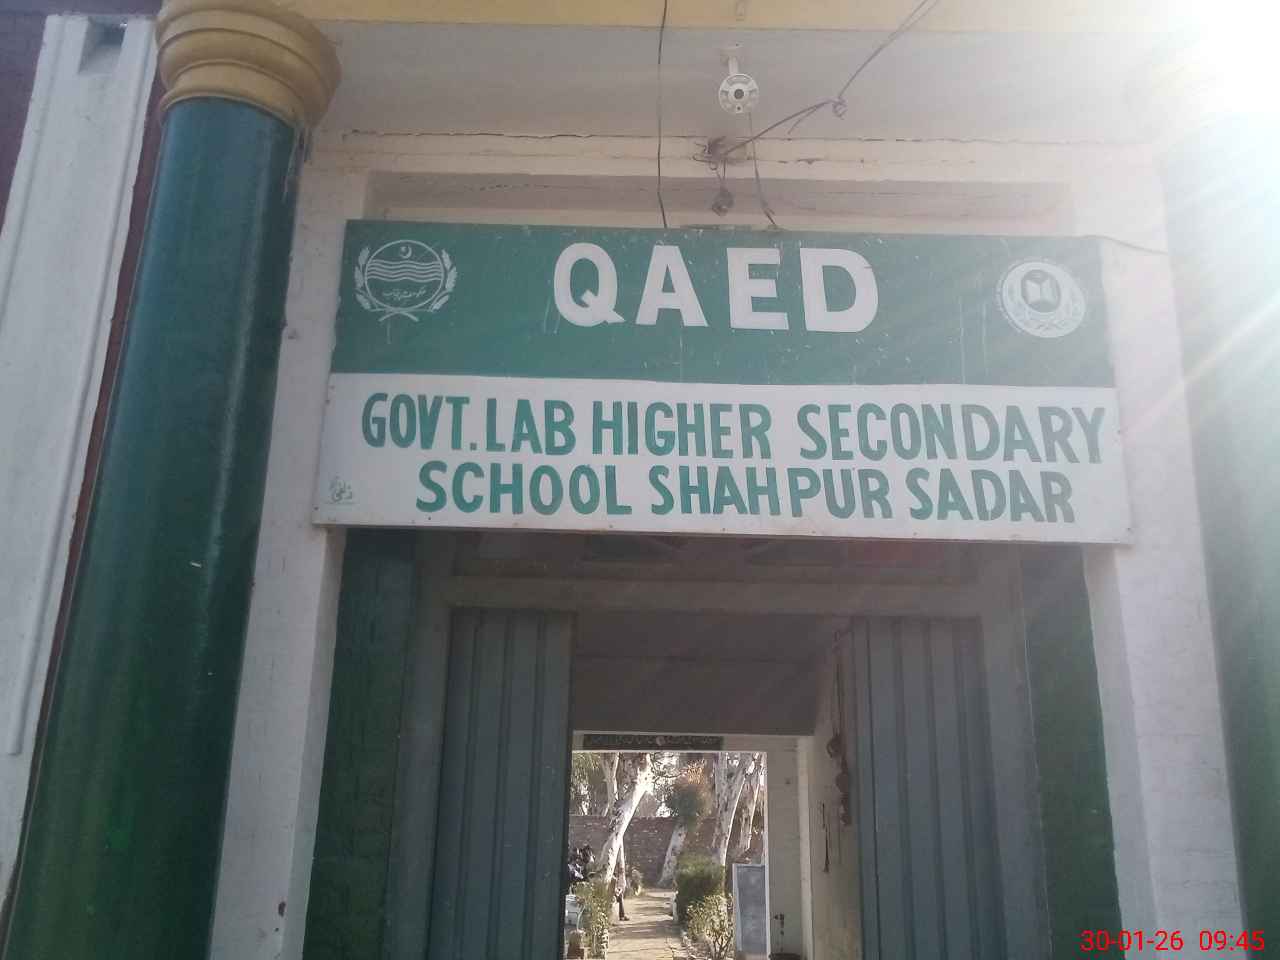 QAED
GOVT. LAB HIGHER SECONDARY
SCHOOL SHAHPUR SADAR
30-01-26 09:45